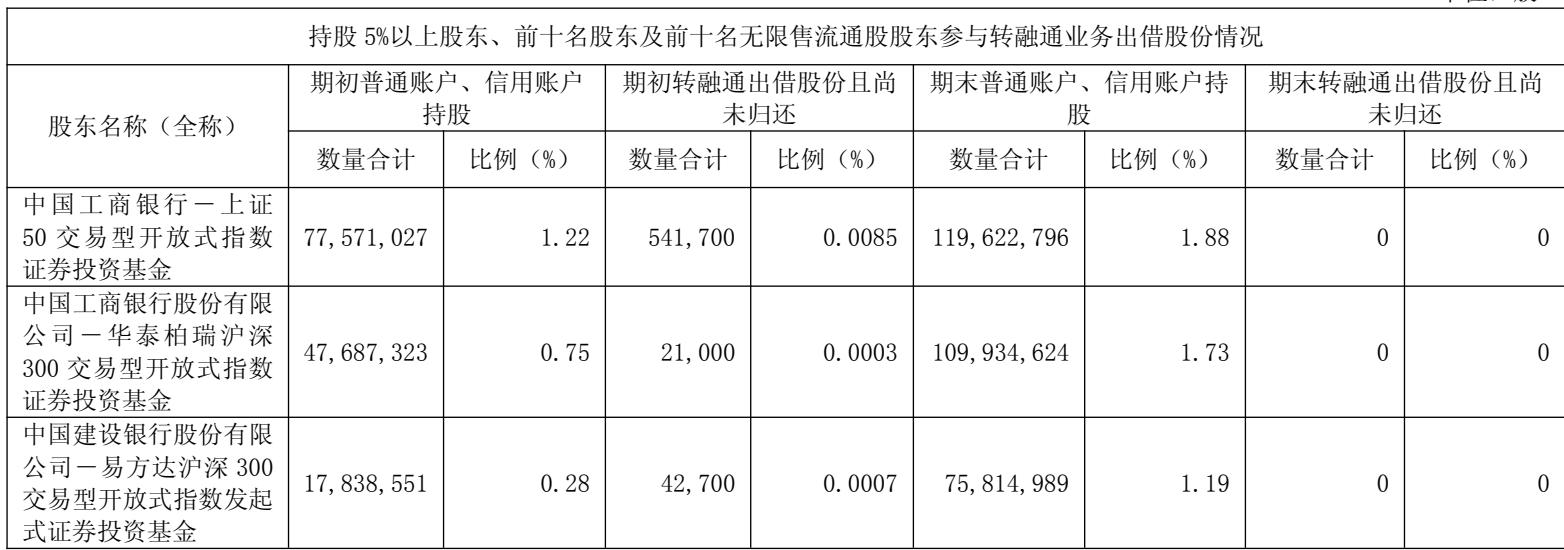 持股 5%以上股东、前十名股东及前十名无限售流通股股东参与转融通业务出借股份情况
股东名称（全称）
期初普通账户、信用账户
持股
期初转融通出借股份且尚
未归还
期末普通账户、信用账户持
股
期末转融通出借股份且尚
未归还
数量合计 比例（%） 数量合计 比例（%） 数量合计 比例（%） 数量合计 比例（%）
中国工商银行－上证
50 交易型开放式指数
证券投资基金
77,571,027 1.22 541,700 0.0085 119,622,796 1.88 0 0
中国工商银行股份有限
公司－华泰柏瑞沪深
300 交易型开放式指数
证券投资基金
47,687,323 0.75 21,000 0.0003 109,934,624 1.73 0 0
中国建设银行股份有限
公司－易方达沪深 300
交易型开放式指数发起
式证券投资基金
17,838,551 0.28 42,700 0.0007 75,814,989 1.19 0 0